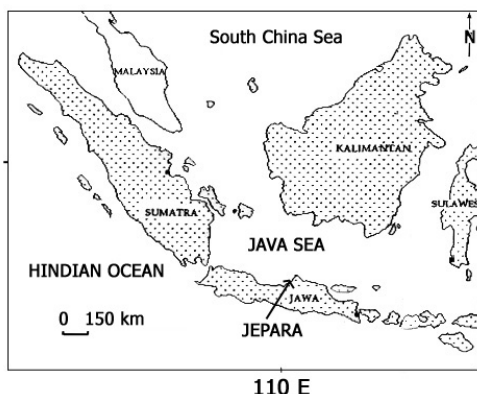 South China Sea
N
MALAYSIA
KALIMANTAN
SUMATRA
SULAWES
JAVA SEA
HINDIAN OCEAN
JAWA
0 150 km
JEPARA
110 E